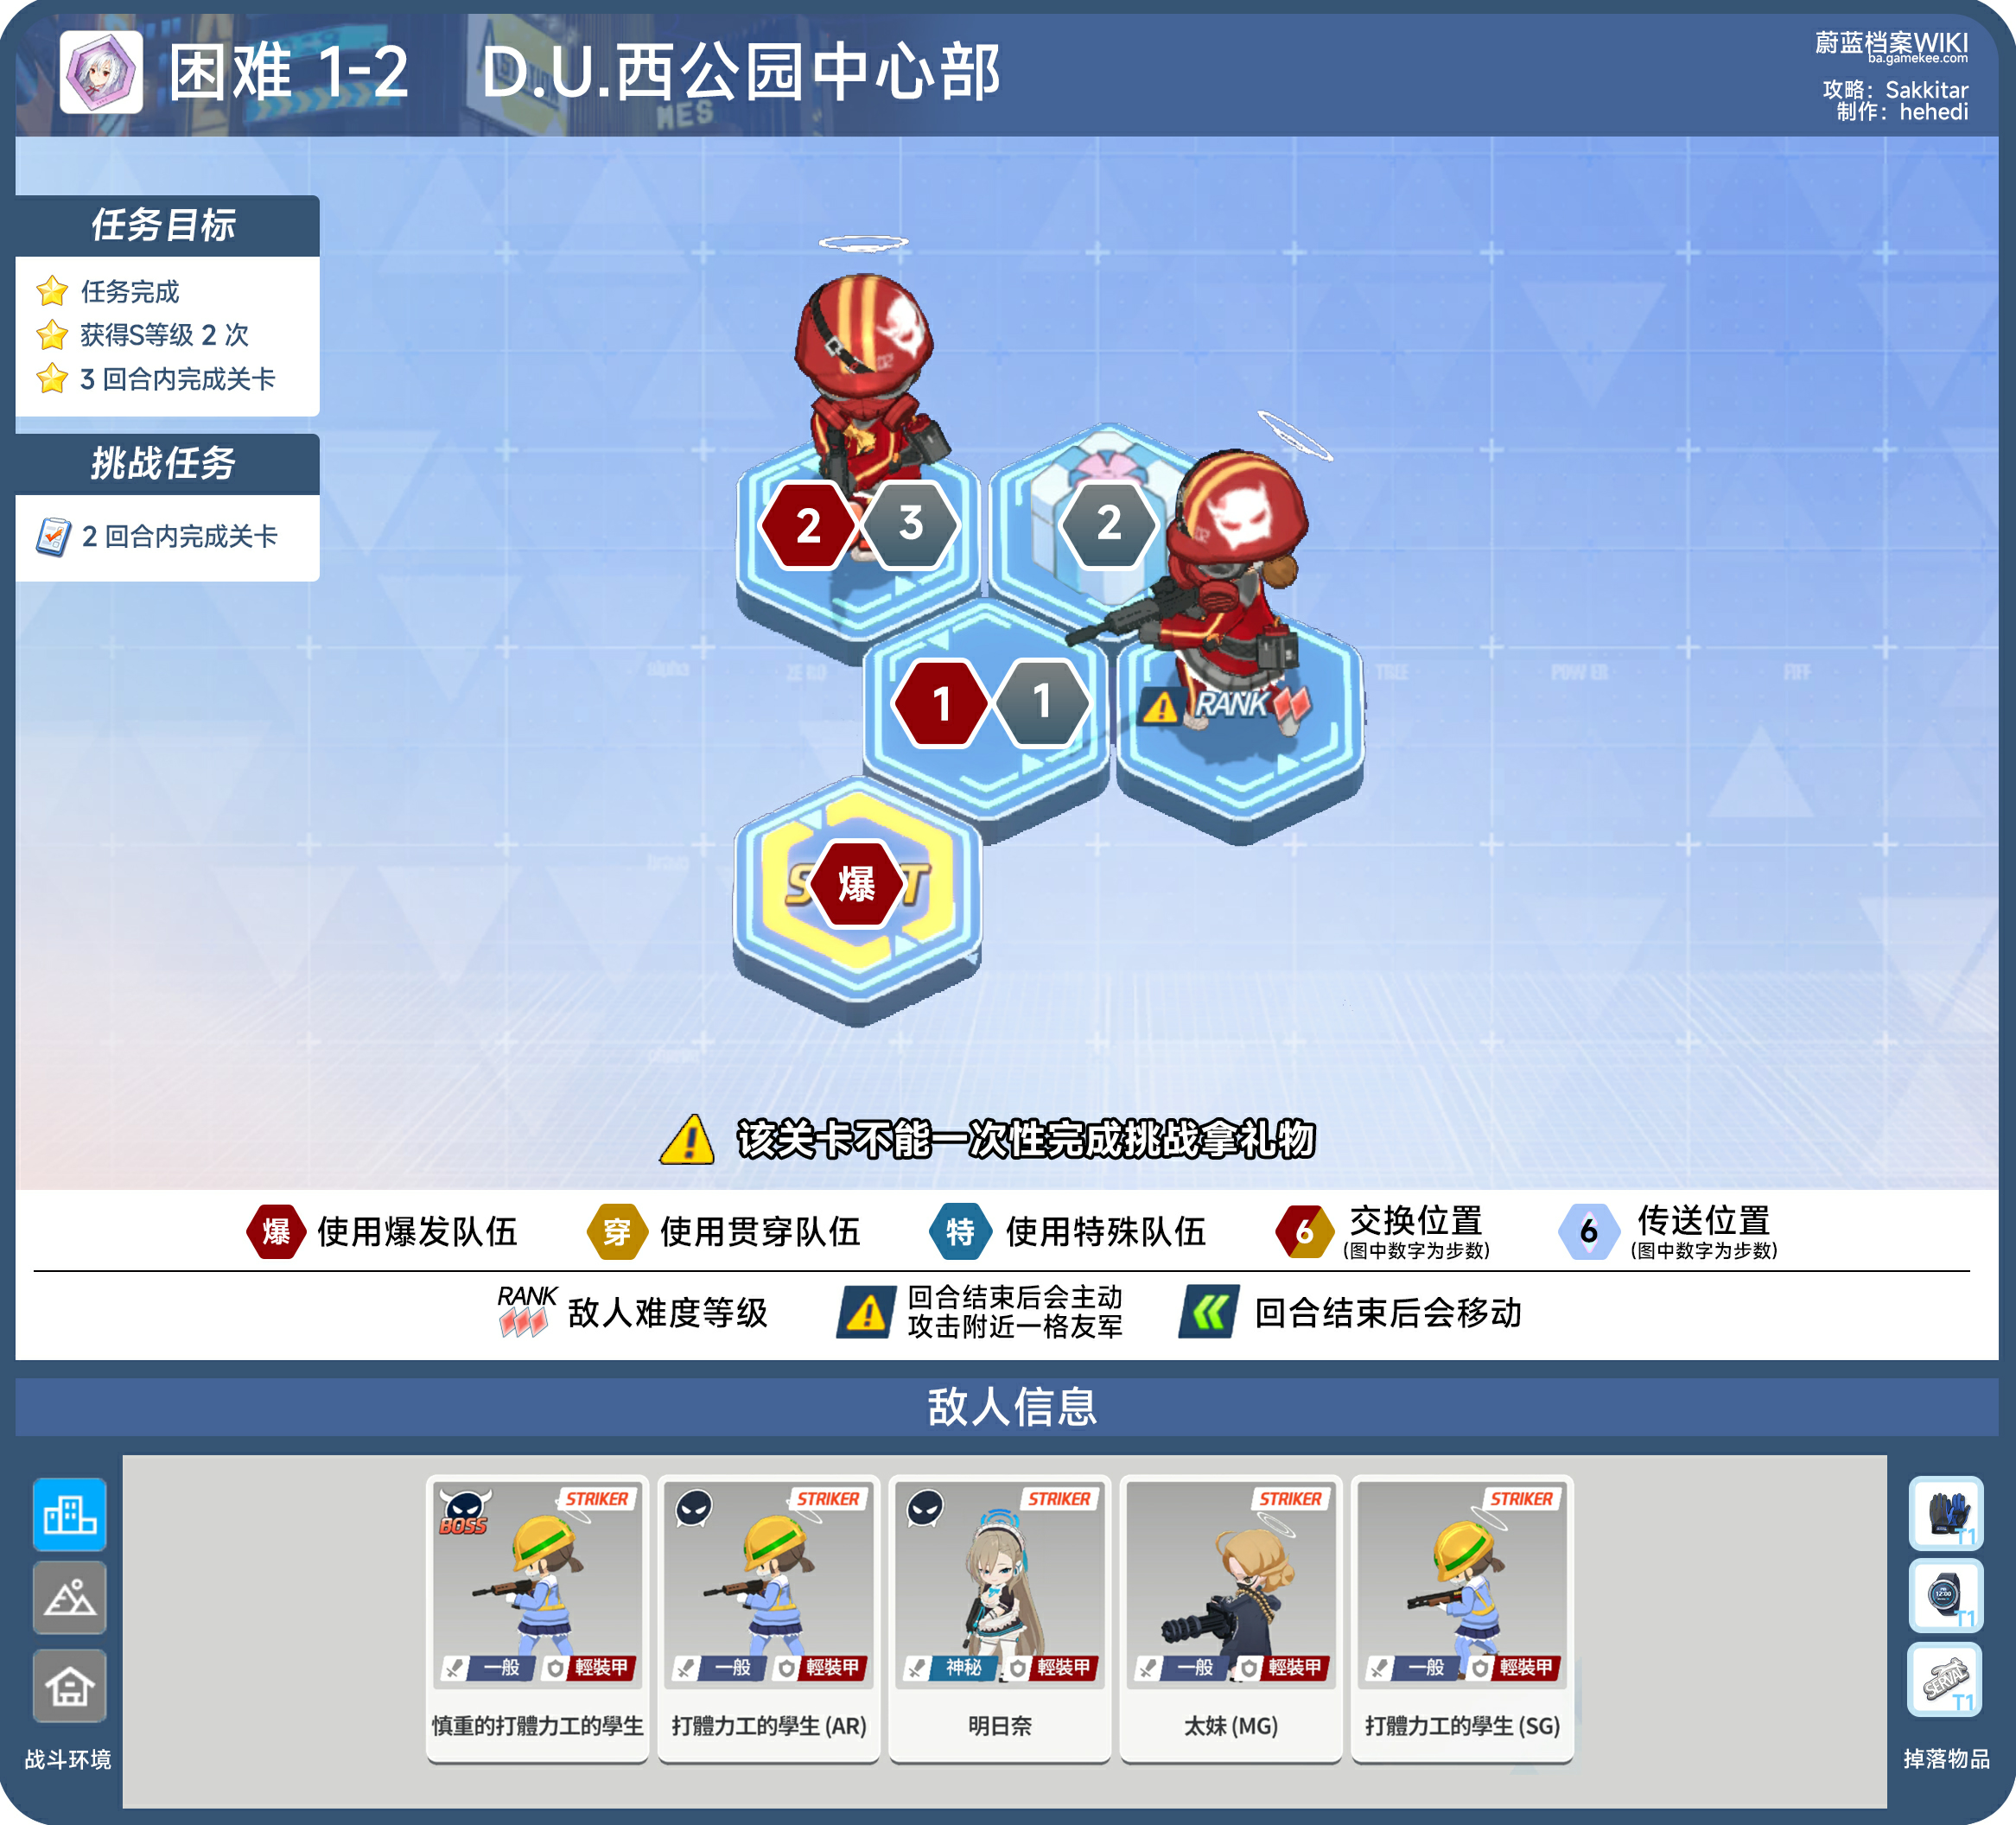 困难 1-2 D.U.西公园中心部
蔚蓝档案WIKI
ba.gamekee.com
攻略：Sakkitar
制作：hehedi
MES
任务目标
任务完成
获得S等级 2 次
3 回合内完成关卡
挑战任务
2 回合内完成关卡
2 3
2
1 1
RANK
爆
该关卡不能一次性完成挑战拿礼物
爆 使用爆发队伍
穿 使用贯穿队伍
特 使用特殊队伍
6 交换位置
(图中数字为步数)
6 传送位置
(图中数字为步数)
RANK 敌人难度等级
回合结束后会主动
攻击附近一格友军
回合结束后会移动
敌人信息
战斗环境
BOSS STRIKER
一般 輕裝甲
慎重的打體力工的學生
STRIKER
一般 輕裝甲
打體力工的學生 (AR)
STRIKER
神秘 輕裝甲
明日奈
STRIKER
一般 輕裝甲
太妹 (MG)
STRIKER
一般 輕裝甲
打體力工的學生 (SG)
T1
12:00
T1
SERVAL
T1
掉落物品